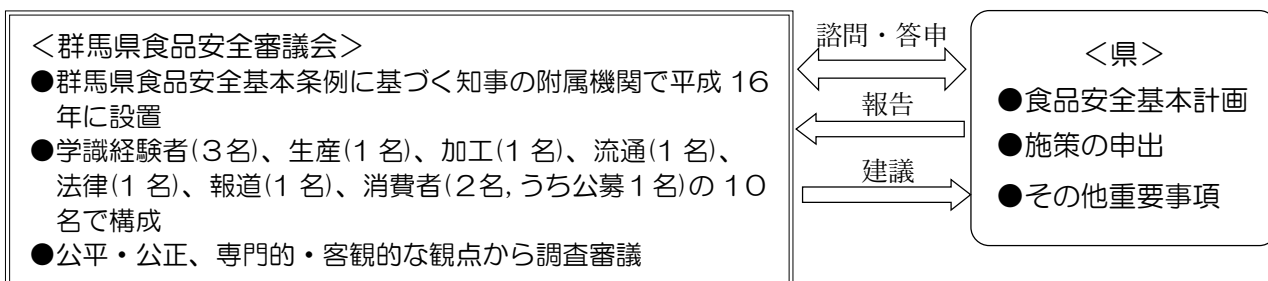 <群馬県食品安全審議会>
●群馬県食品安全基本条例に基づく知事の附属機関で平成 16
年に設置
●学識経験者(３名)、生産(1 名)、加工(1 名)、流通(1 名)、
法律(1 名)、報道(1 名)、消費者(２名,うち公募１名)の 10
名で構成
●公平・公正、専門的・客観的な観点から調査審議
諮問・答申
報告
建議
<県>
●食品安全基本計画
●施策の申出
●その他重要事項